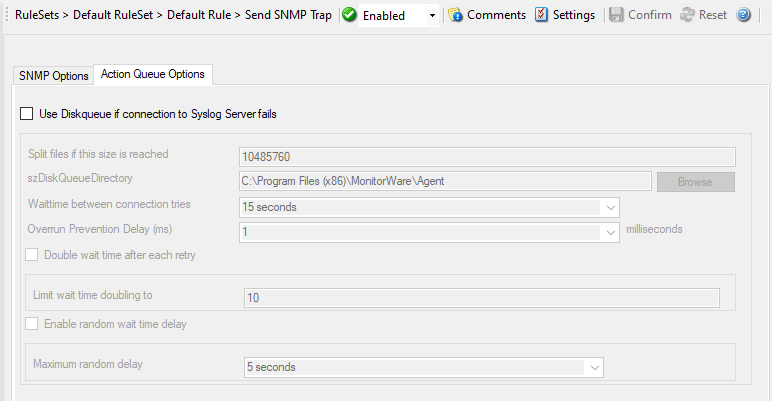 RuleSets > Default RuleSet > Default Rule > Send SNMP Trap Enabled Comments Settings Confirm Reset ?
SNMP Options Action Queue Options
Use Diskqueue if connection to Syslog Server fails
Split files if this size is reached 10485760
szDiskQueueDirectory C:\Program Files (x86)\MonitorWare\Agent Browse
Waittime between connection tries 15 seconds
Overrun Prevention Delay (ms) 1 milliseconds
Double wait time after each retry
Limit wait time doubling to 10
Enable random wait time delay
Maximum random delay 5 seconds